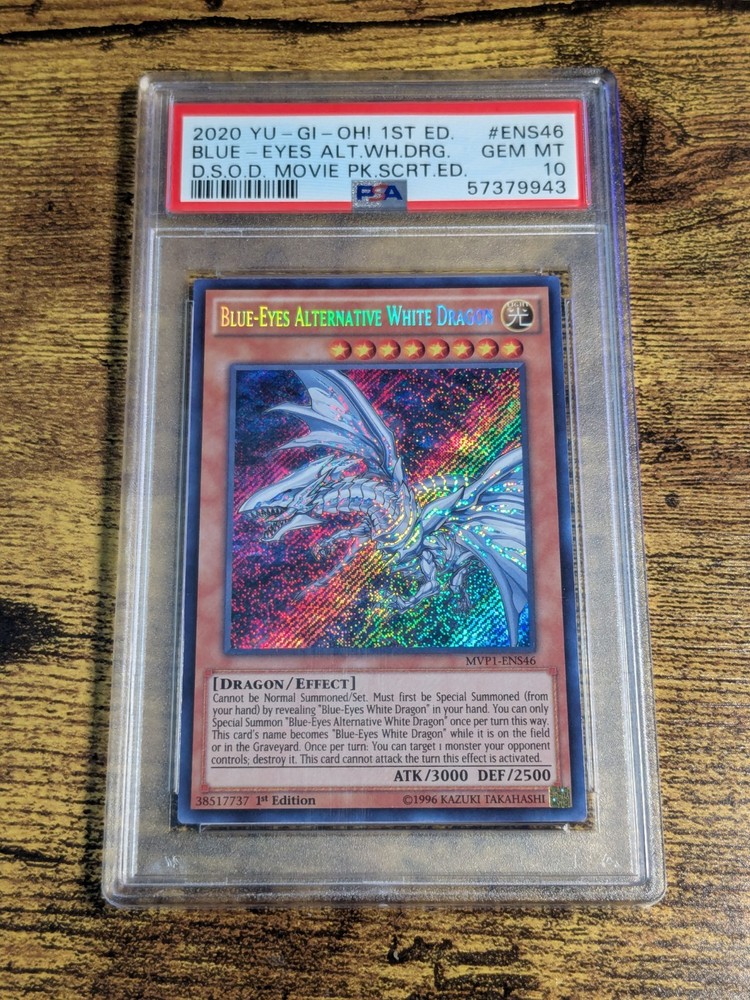 2020 YU-GI-OH! 1ST ED. #ENS46
BLUE-EYES ALT.WH.DRG. GEM MT
D.S.O.D. MOVIE PK.SCRT.ED. 10
PSA 57379943
BLUE-EYES ALTERNATIVE WHITE DRAGON
LIGHT
光
MVP1-ENS46
[DRAGON/EFFECT]
Cannot be Normal Summoned/Set. Must first be Special Summoned (from
your hand) by revealing "Blue-Eyes White Dragon" in your hand. You can only
Special Summon "Blue-Eyes Alternative White Dragon" once per turn this way.
This card's name becomes "Blue-Eyes White Dragon" while it is on the field
or in the Graveyard. Once per turn: You can target 1 monster your opponent
controls; destroy it. This card cannot attack the turn this effect is activated.
ATK/3000 DEF/2500
38517737 1st Edition ©1996 KAZUKI TAKAHASHI